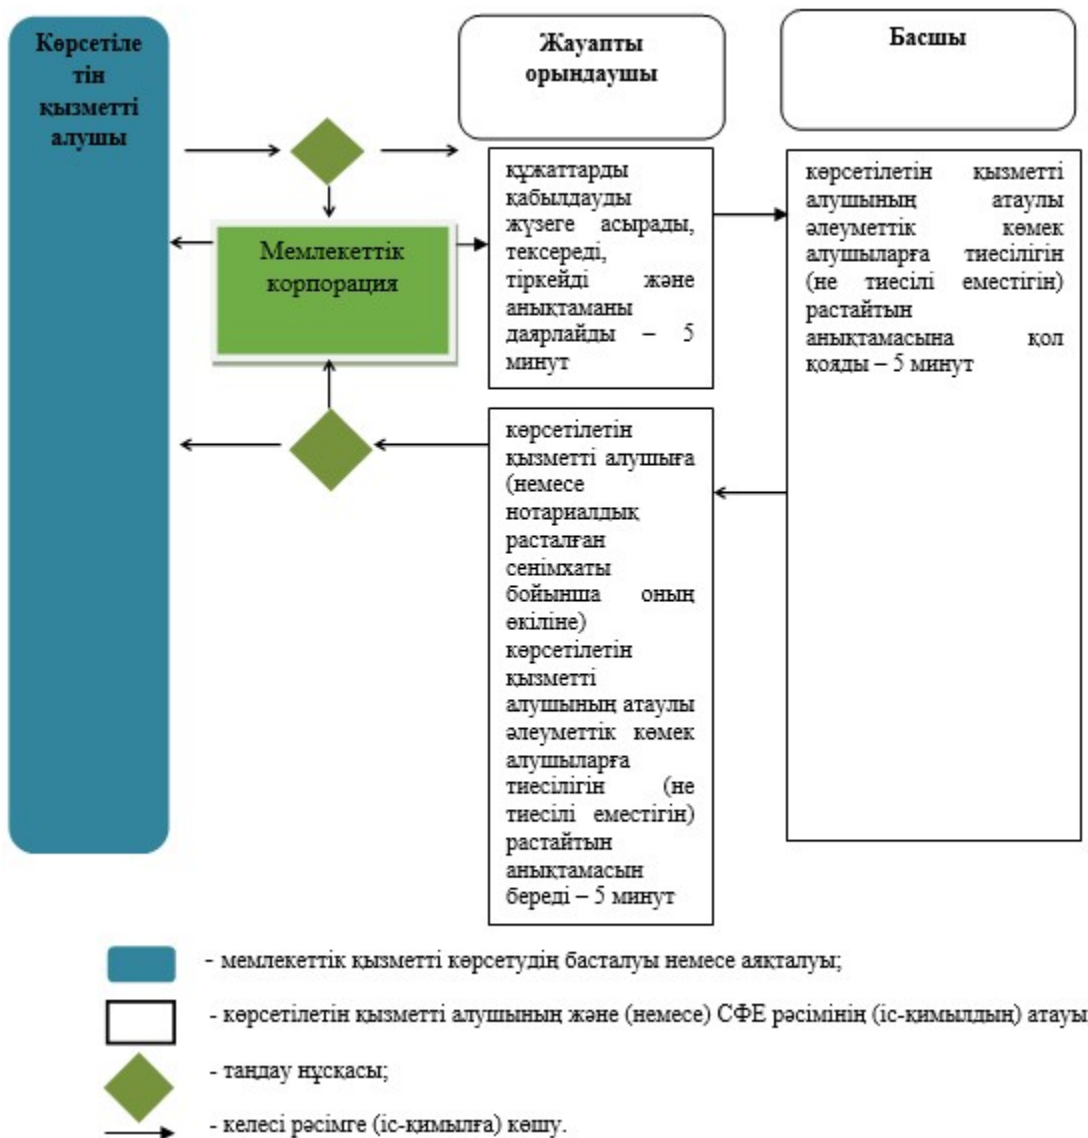 Көрсетіле
тін
қызметті
алушы
Жауапты
орындаушы
Басшы
Мемлекеттік
корпорация
құжаттарды
қабылдауды
жүзеге асырады,
тексереді,
тіркейді және
анықтаманы
даярлайды – 5
минут
көрсетілетін қызметті
алушының атаулы
әлеуметтік көмек
алушыларға тиесілігін
(не тиесілі еместігін)
растайтын
анықтамасына қол
қояды – 5 минут
көрсетілетін
қызметті алушыға
(немесе
нотариалдық
расталған
сенімхаты
бойынша оның
өкіліне)
көрсетілетін
қызметті
алушының атаулы
әлеуметтік көмек
алушыларға
тиесілігін (не
тиесілі еместігін)
растайтын
анықтамасын
береді – 5 минут
- мемлекеттік қызметті көрсетудің басталуы немесе аяқталуы;
- көрсетілетін қызметті алушының және (немесе) СФЕ рәсімінің (іс-қимылдың) атауы
- таңдау нұсқасы;
- келесі рәсімге (іс-қимылға) көшу.